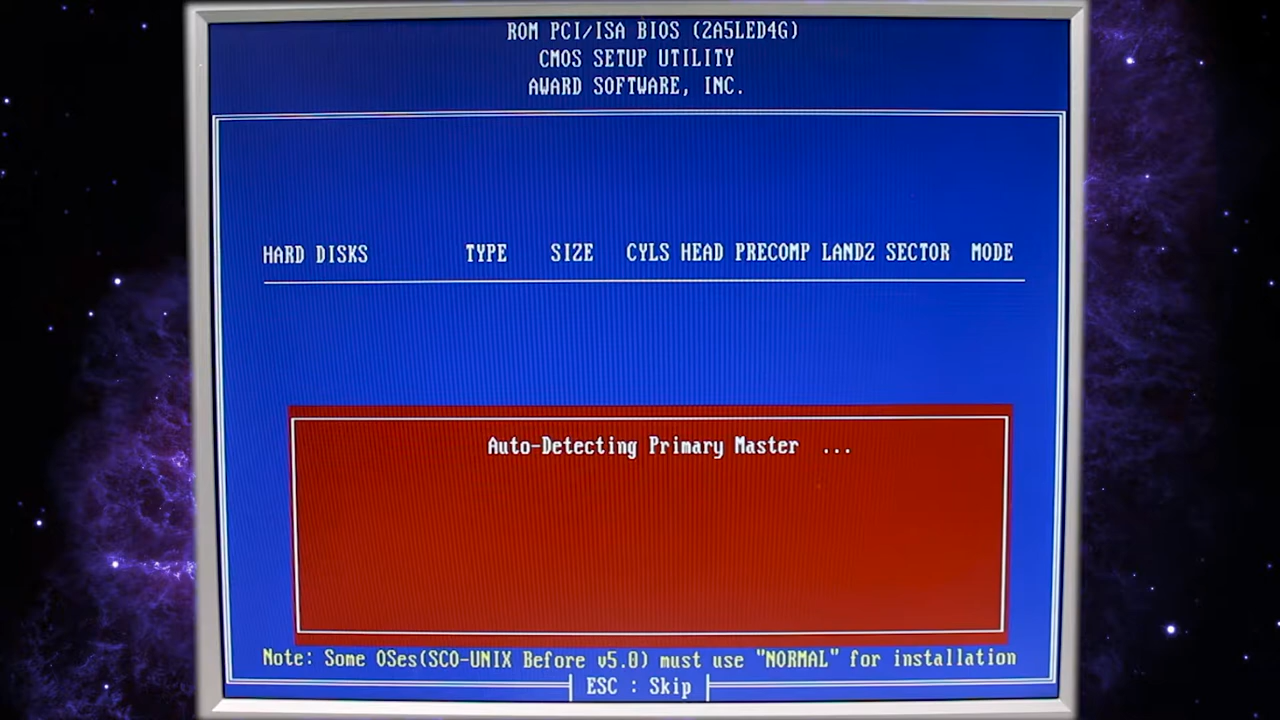 ROM PCI/ISA BIOS (2A5LED4G)
CMOS SETUP UTILITY
AWARD SOFTWARE, INC.
HARD DISKS TYPE SIZE CYLS HEAD PRECOMP LANDZ SECTOR MODE
Auto-Detecting Primary Master ...
Note: Some OSes(SCO-UNIX Before v5.0) must use "NORMAL" for installation
ESC : Skip